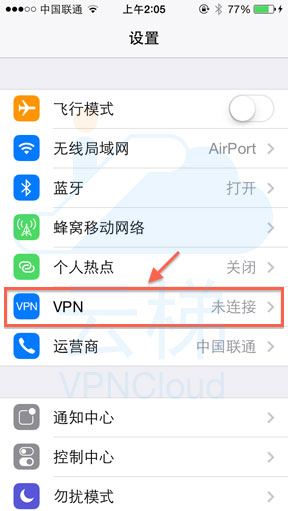 中国联通 上午2:05 77%
设置
飞行模式
无线局域网 AirPort
蓝牙 打开
蜂窝移动网络
个人热点 关闭
VPN VPN 未连接
运营商 中国联通
云梯
VPNCloud
通知中心
控制中心
勿扰模式